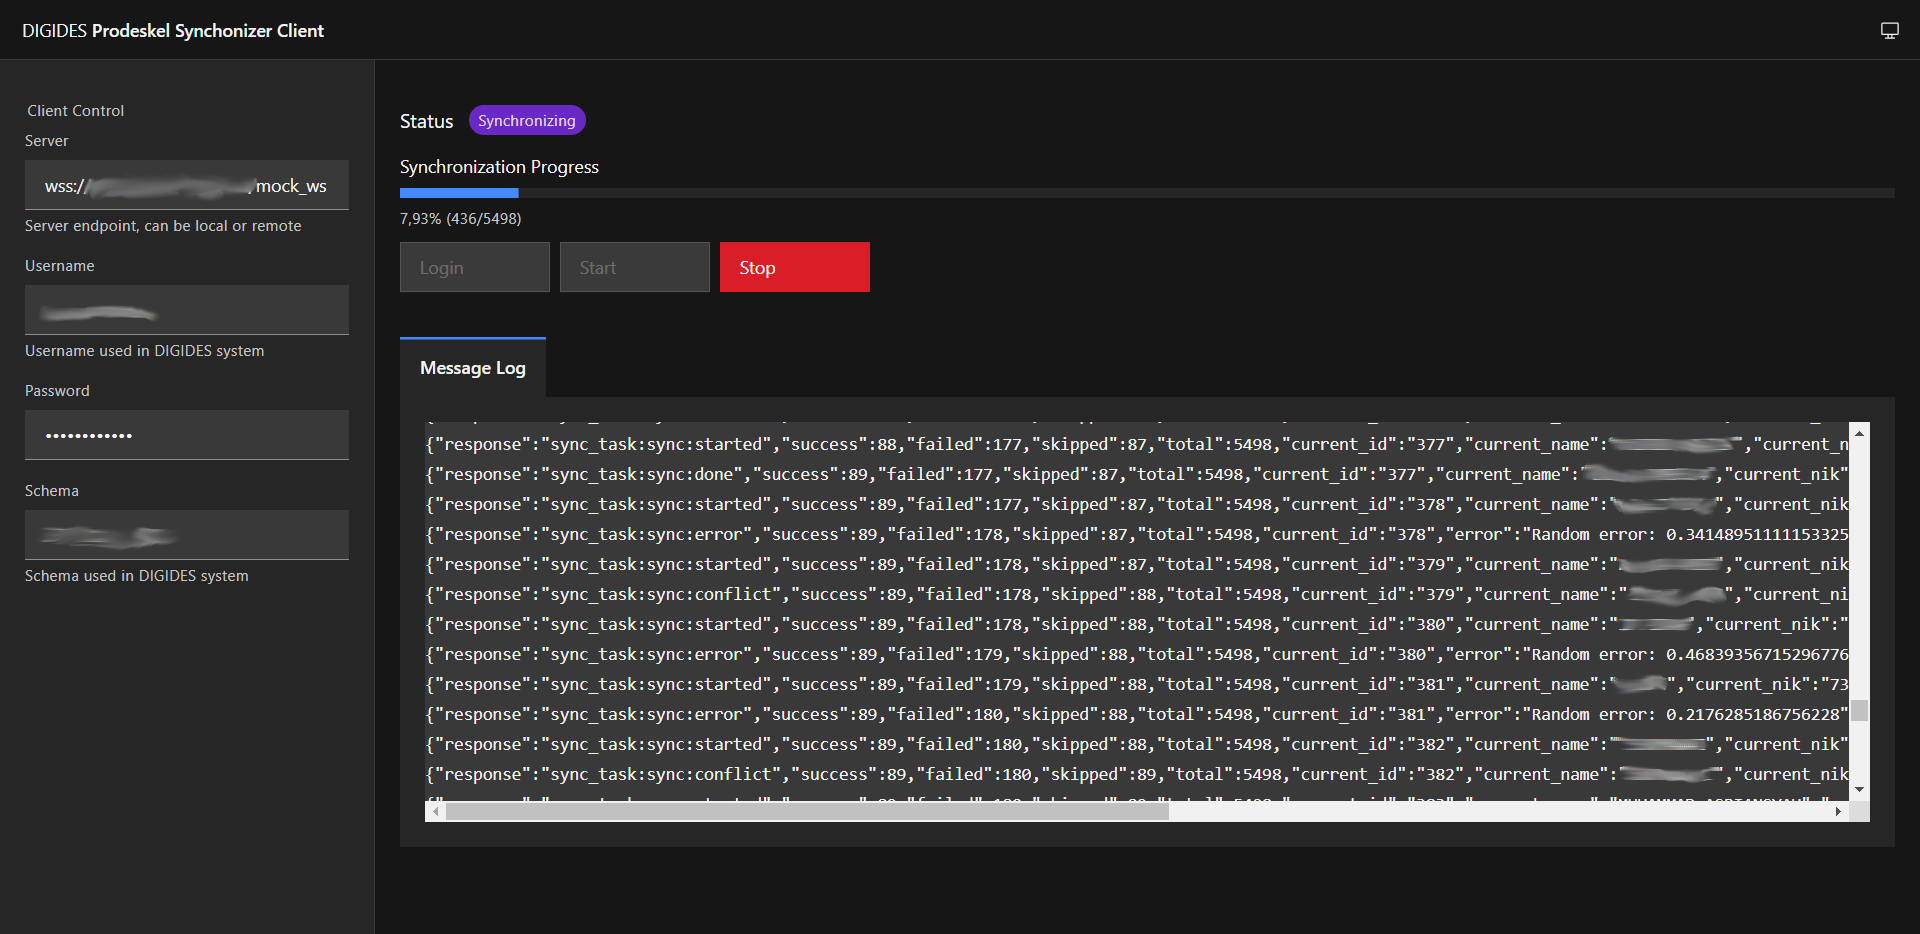 DIGIDES Prodeskel Synchonizer Client
Client Control
Server
wss:// mock_ws
Server endpoint, can be local or remote
Username
Username used in DIGIDES system
Password
••••••••••••
Schema
Schema used in DIGIDES system
Status Synchronizing
Synchronization Progress
7,93% (436/5498)
Login Start Stop
Message Log
{"response":"sync_task:sync:started","success":88,"failed":177,"skipped":87,"total":5498,"current_id":"377","current_name":" ","current_n
{"response":"sync_task:sync:done","success":89,"failed":177,"skipped":87,"total":5498,"current_id":"377","current_name":" ,"current_nik"
{"response":"sync_task:sync:started","success":89,"failed":177,"skipped":87,"total":5498,"current_id":"378","current_name":" ","current_nik
{"response":"sync_task:sync:error","success":89,"failed":178,"skipped":87,"total":5498,"current_id":"378","error":"Random error: 0.34148951111153325
{"response":"sync_task:sync:started","success":89,"failed":178,"skipped":87,"total":5498,"current_id":"379","current_name":" ","current_nik
{"response":"sync_task:sync:conflict","success":89,"failed":178,"skipped":88,"total":5498,"current_id":"379","current_name":" ","current_ni
{"response":"sync_task:sync:started","success":89,"failed":178,"skipped":88,"total":5498,"current_id":"380","current_name":" ,"current_nik":"
{"response":"sync_task:sync:error","success":89,"failed":179,"skipped":88,"total":5498,"current_id":"380","error":"Random error: 0.46839356715296776
{"response":"sync_task:sync:started","success":89,"failed":179,"skipped":88,"total":5498,"current_id":"381","current_name":" ","current_nik":"73
{"response":"sync_task:sync:error","success":89,"failed":180,"skipped":88,"total":5498,"current_id":"381","error":"Random error: 0.2176285186756228"
{"response":"sync_task:sync:started","success":89,"failed":180,"skipped":88,"total":5498,"current_id":"382","current_name":" ","current_nik"
{"response":"sync_task:sync:conflict","success":89,"failed":180,"skipped":89,"total":5498,"current_id":"382","current_name":" ","current_nik